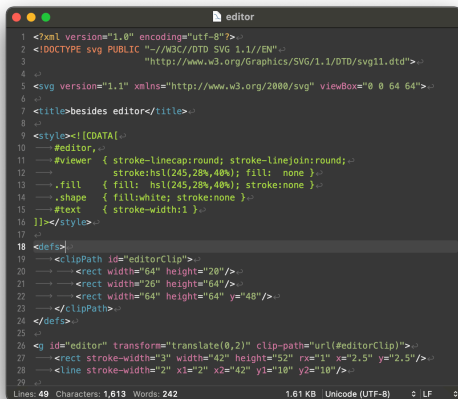 editor
1 <?xml version="1.0" encoding="utf-8"?>
2 <!DOCTYPE svg PUBLIC "-//W3C//DTD SVG 1.1//EN"
3 "http://www.w3.org/Graphics/SVG/1.1/DTD/svg11.dtd">
4
5 <svg version="1.1" xmlns="http://www.w3.org/2000/svg" viewBox="0 0 64 64">
6
7 <title>besides editor</title>
8
9 <style><![CDATA[
10 #editor,
11 #viewer { stroke-linecap:round; stroke-linejoin:round;
12 stroke:hsl(245,28%,40%); fill: none }
13 .fill { fill: hsl(245,28%,40%); stroke:none }
14 .shape { fill:white; stroke:none }
15 #text { stroke-width:1 }
16 ]]></style>
17
18 <defs>
19 <clipPath id="editorClip">
20 <rect width="64" height="20"/>
21 <rect width="26" height="64"/>
22 <rect width="64" height="64" y="48"/>
23 </clipPath>
24 </defs>
25
26 <g id="editor" transform="translate(0,2)" clip-path="url(#editorClip)">
27 <rect stroke-width="3" width="42" height="52" rx="1" x="2.5" y="2.5"/>
28 <line stroke-width="2" x1="2" x2="42" y1="10" y2="10"/>
29
Lines: 49 Characters: 1,613 Words: 242 1.61 KB Unicode (UTF-8) LF